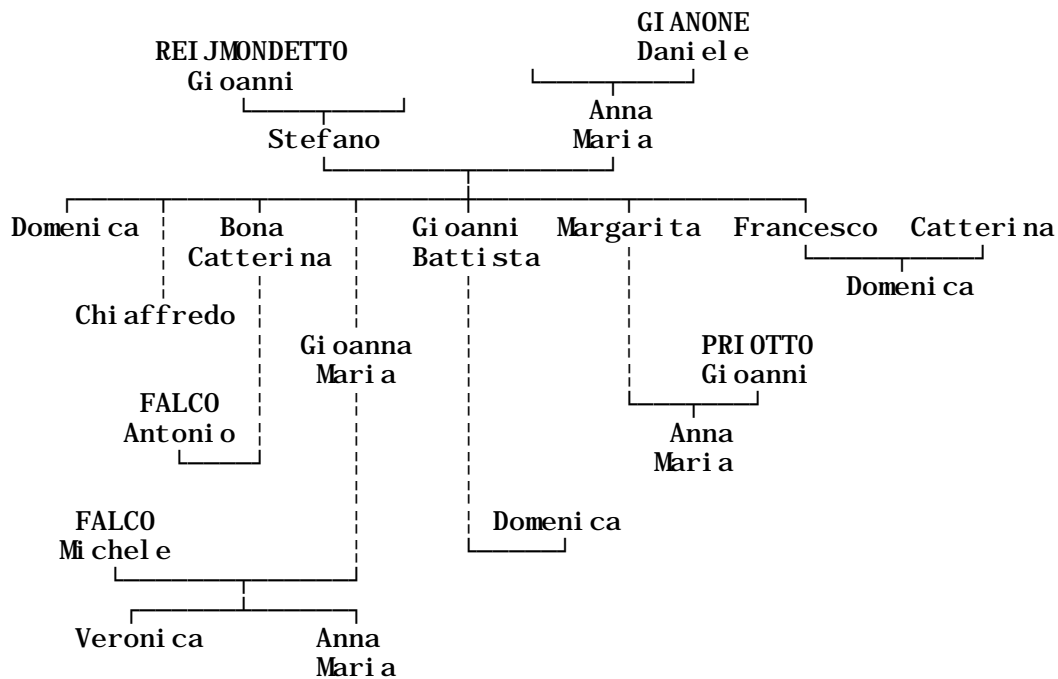 GIANONE
REIJMONDETTO Daniele
Gioanni
Anna
Stefano Maria
Domenica Bona Gioanni Margarita Francesco Catterina
Catterina Battista
Domenica
Chiaffredo
Gioanna PRIOTTO
Maria Gioanni
FALCO
Antonio Anna
Maria
FALCO Domenica
Michele
Veronica Anna
Maria